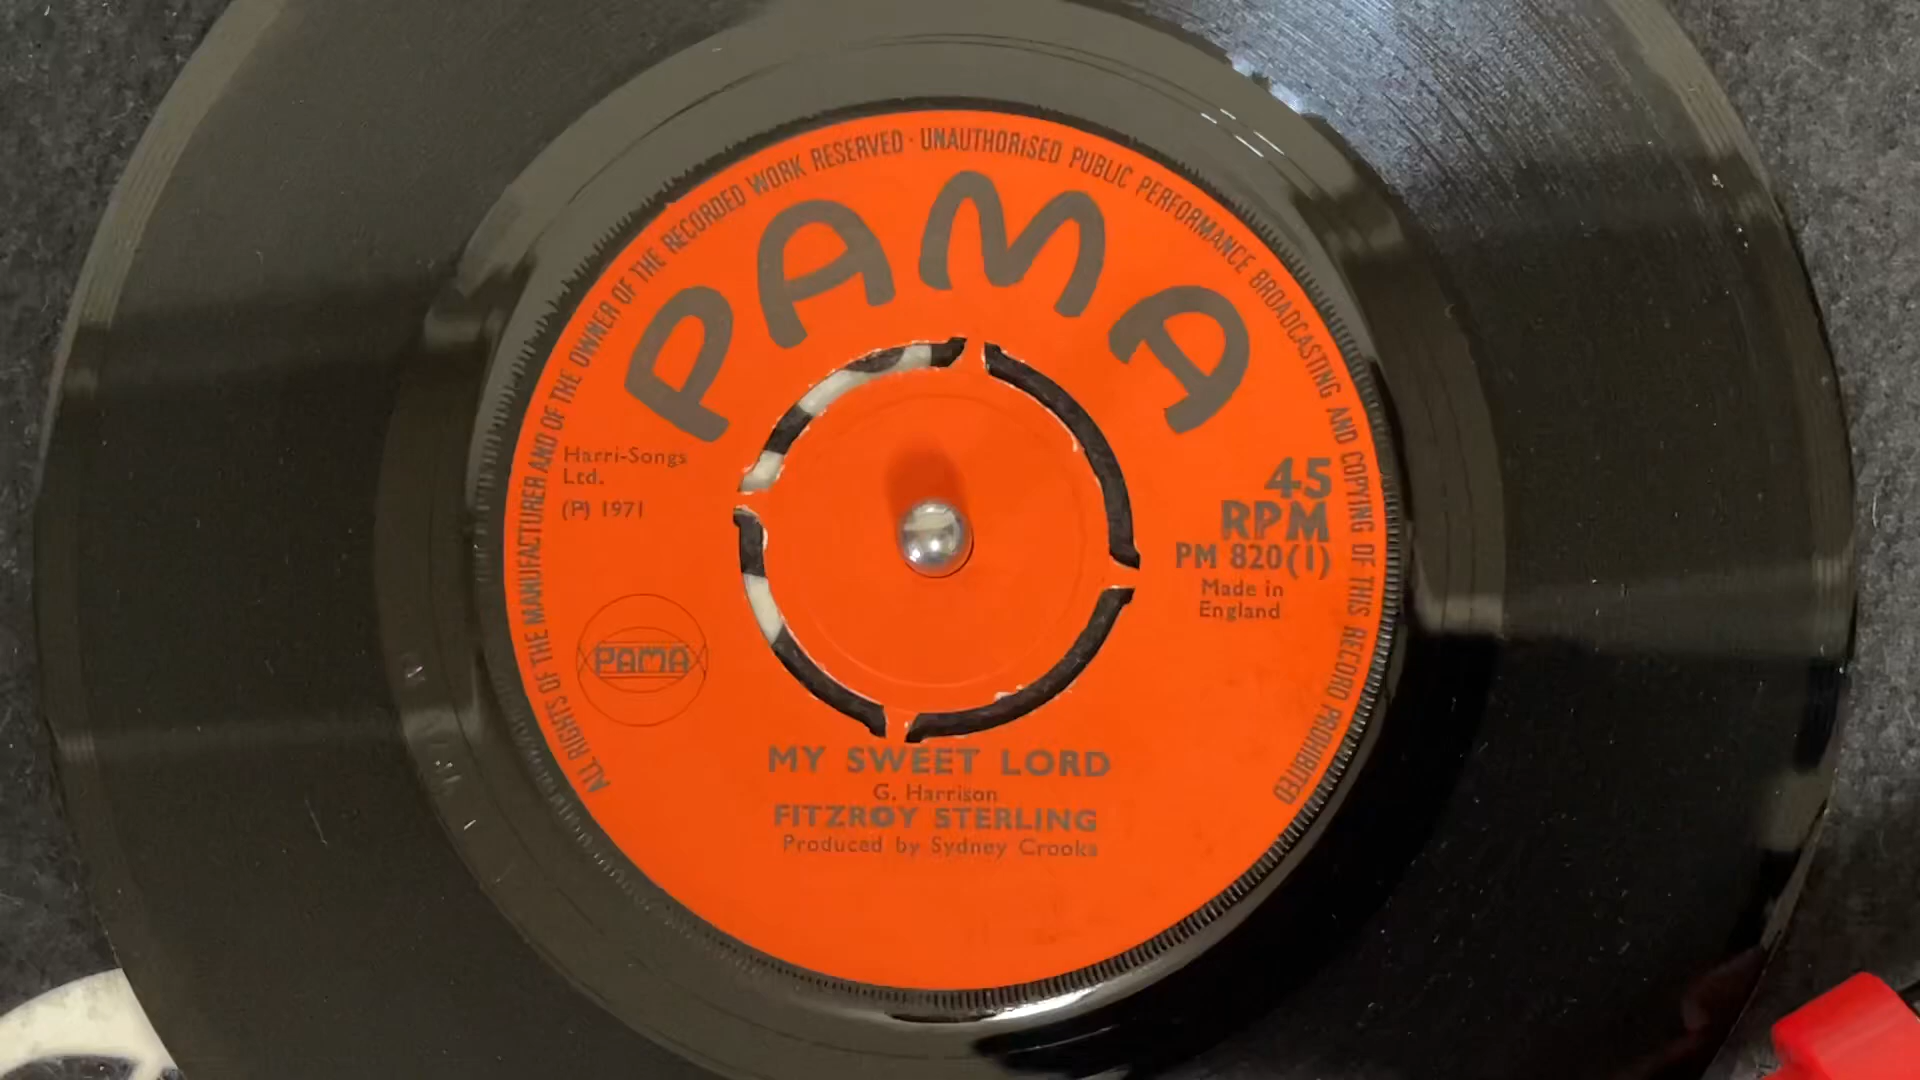 ALL RIGHTS OF THE MANUFACTURER AND OF THE OWNER OF THE RECORDED WORK RESERVED · UNAUTHORISED PUBLIC PERFORMANCE BROADCASTING AND COPYING OF THIS RECORD PROHIBITED
PAMA
Harri-Songs
Ltd.
(P) 1971
45
RPM
PM 820(1)
Made in
England
PAMA
MY SWEET LORD
G. Harrison
FITZROY STERLING
Produced by Sydney Crooks